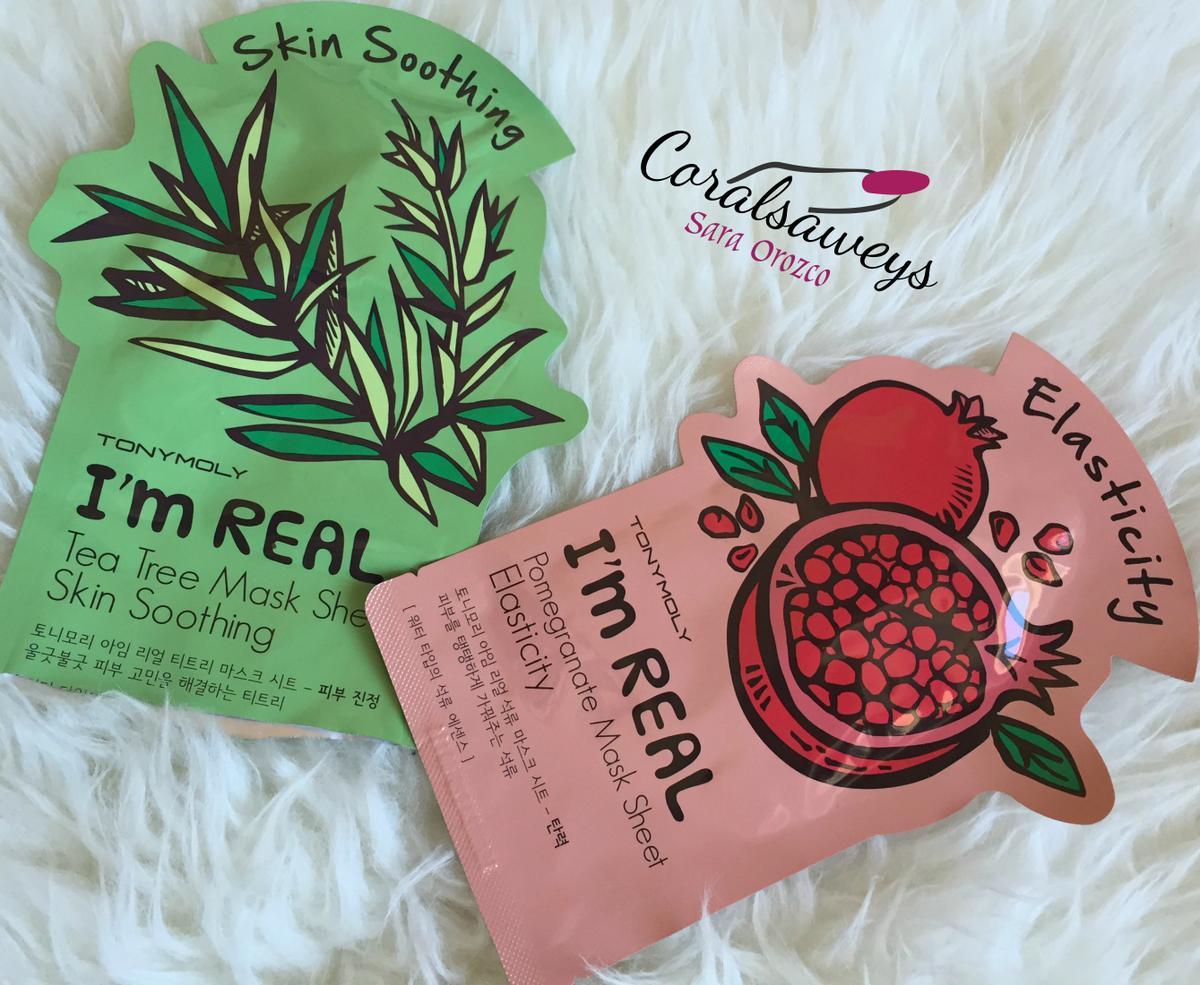 Skin Soothing
TONYMOLY
I'm REAL
Tea Tree Mask
Skin Soothing
토니모리 아임 리얼 티트리 마스크 시트 - 피부 진정
울긋불긋 피부 고민을 해결하는 티트리
Coralsaweys
Sara Orozco
Elasticity
TONYMOLY
I'm REAL
Pomegranate Mask Sheet
Elasticity
토니모리 아임 리얼 석류 마스크 시트 - 탄력
피부를 탱탱하게 가꿔주는 석류
[ 워터 타입의 석류 에센스 ]